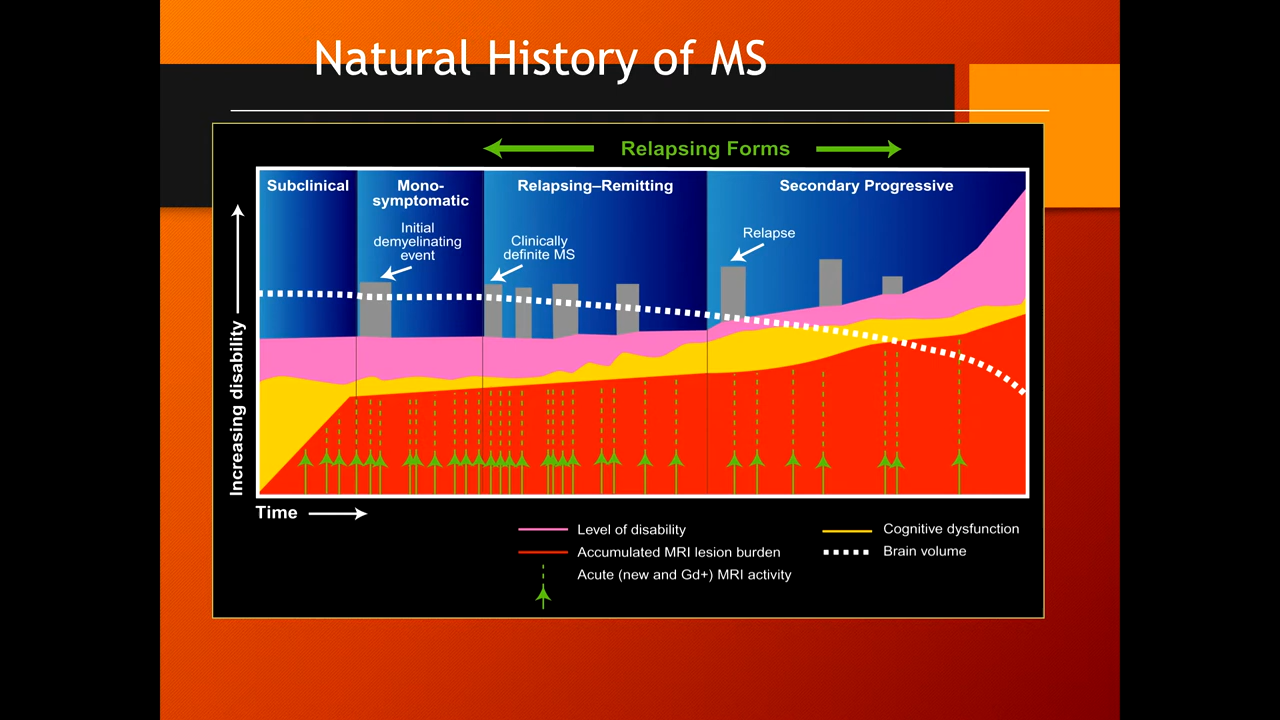 Natural History of MS
Relapsing Forms
Subclinical
Mono-
symptomatic
Relapsing–Remitting
Secondary Progressive
Initial
demyelinating
event
Clinically
definite MS
Relapse
Increasing disability
Time
Level of disability
Accumulated MRI lesion burden
Acute (new and Gd+) MRI activity
Cognitive dysfunction
Brain volume